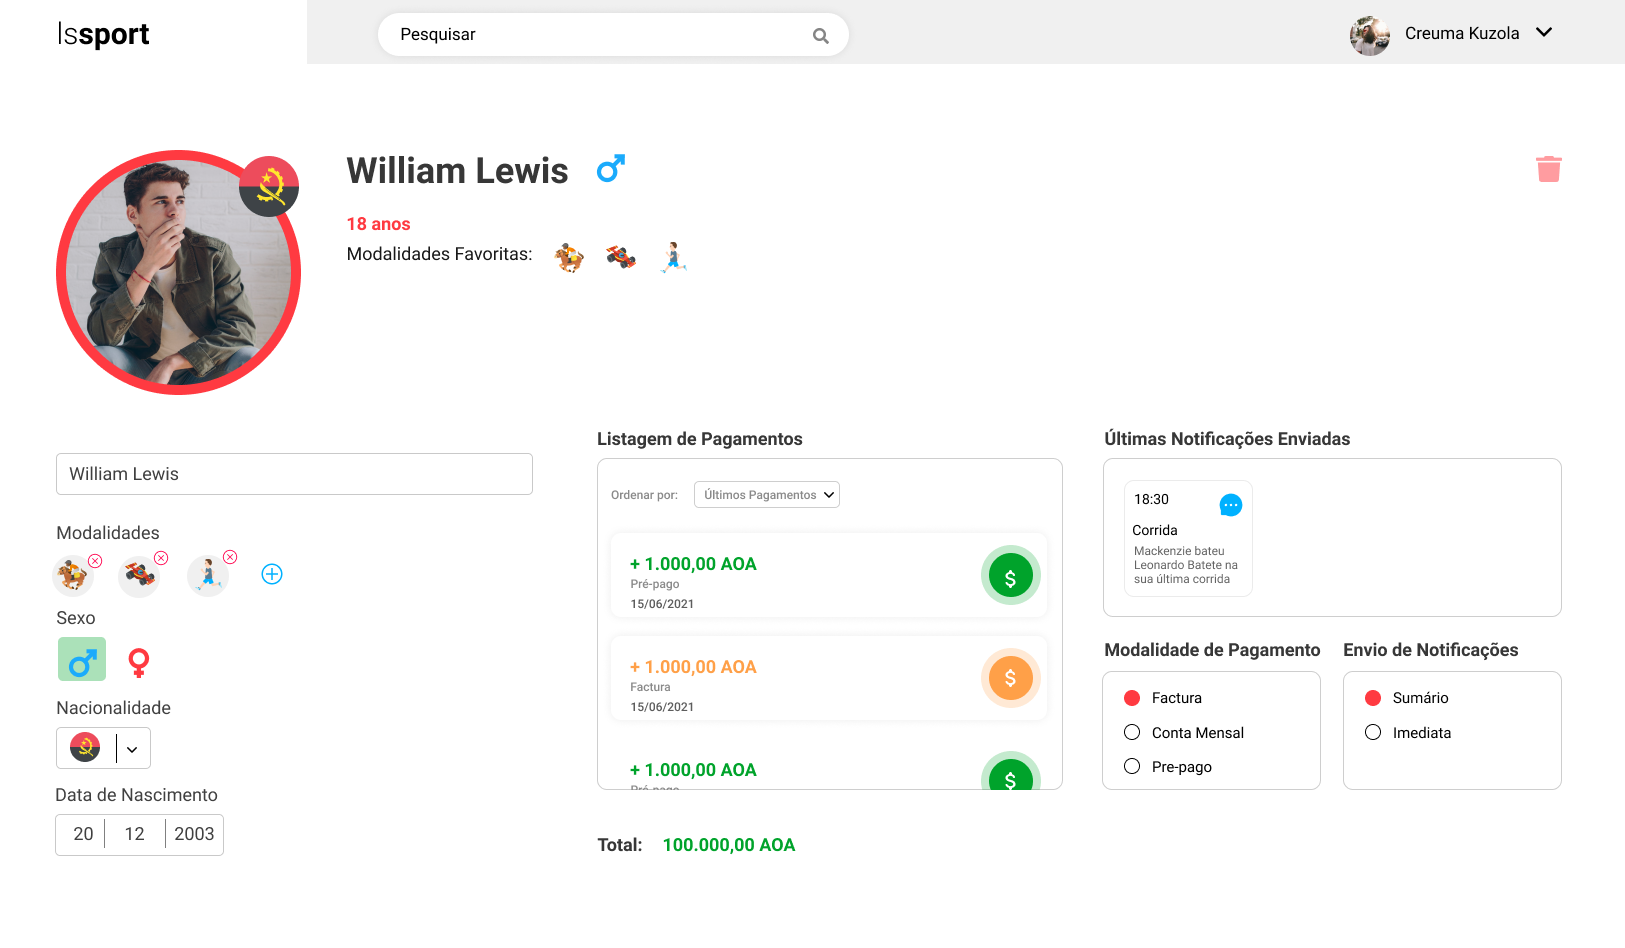 lssport
Pesquisar
Creuma Kuzola
William Lewis
18 anos
Modalidades Favoritas:
William Lewis
Modalidades
Sexo
Nacionalidade
Data de Nascimento
20 12 2003
Listagem de Pagamentos
Ordenar por: Últimos Pagamentos
+ 1.000,00 AOA
Pré-pago
15/06/2021
$
+ 1.000,00 AOA
Factura
15/06/2021
$
+ 1.000,00 AOA
Pré-pago
$
Total: 100.000,00 AOA
Últimas Notificações Enviadas
18:30
Corrida
Mackenzie bateu
Leonardo Batete na
sua última corrida
Modalidade de Pagamento
Factura
Conta Mensal
Pre-pago
Envio de Notificações
Sumário
Imediata